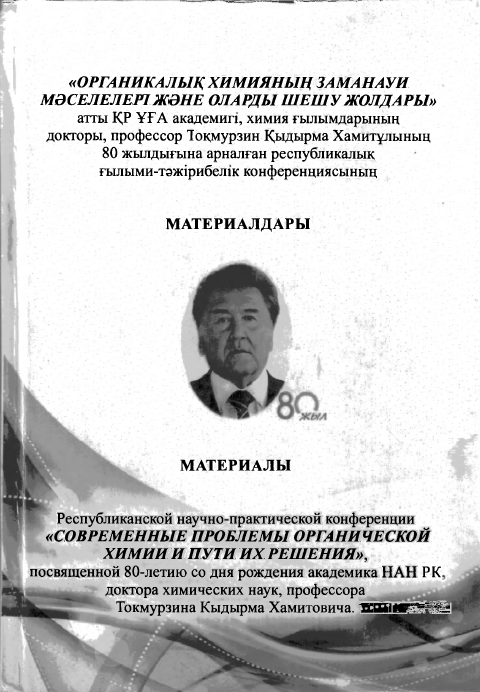 «ОРГАНИКАЛЫҚ ХИМИЯНЫҢ ЗАМАНАУИ
МӘСЕЛЕЛЕРІ ЖӘНЕ ОЛАРДЫ ШЕШУ ЖОЛДАРЫ»
атты ҚР ҰҒА академигі, химия ғылымдарының
докторы, профессор Тоқмурзин Қыдырма Хамитұлының
80 жылдығына арналған республикалық
ғылыми-тәжірибелік конференциясының
МАТЕРИАЛДАРЫ
80 ЖЫЛ
МАТЕРИАЛЫ
Республиканской научно-практической конференции
«СОВРЕМЕННЫЕ ПРОБЛЕМЫ ОРГАНИЧЕСКОЙ
ХИМИИ И ПУТИ ИХ РЕШЕНИЯ»,
посвященной 80-летию со дня рождения академика НАН РК,
доктора химических наук, профессора
Токмурзина Кыдырма Хамитовича.